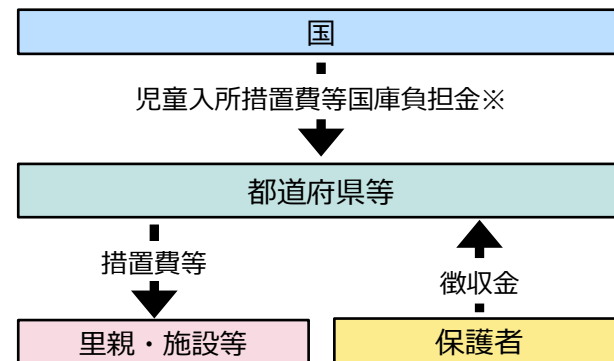 国
児童入所措置費等国庫負担金※
都道府県等
措置費等
徴収金
里親・施設等
保護者